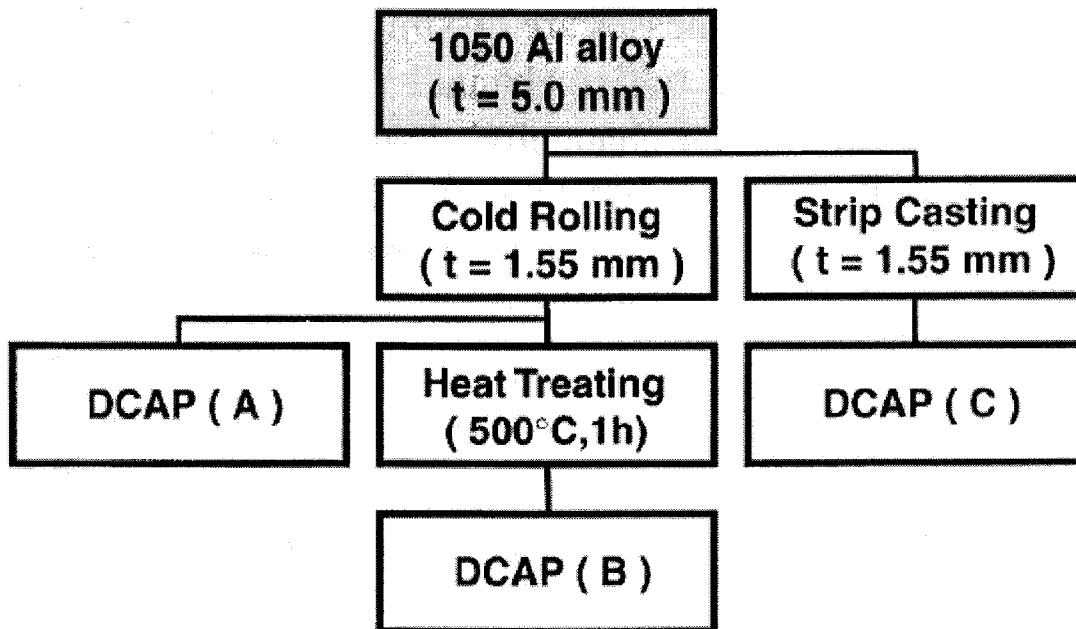 1050 Al alloy
( t = 5.0 mm )
Cold Rolling
( t = 1.55 mm )
Strip Casting
( t = 1.55 mm )
DCAP ( A )
Heat Treating
( 500°C,1h)
DCAP ( C )
DCAP ( B )